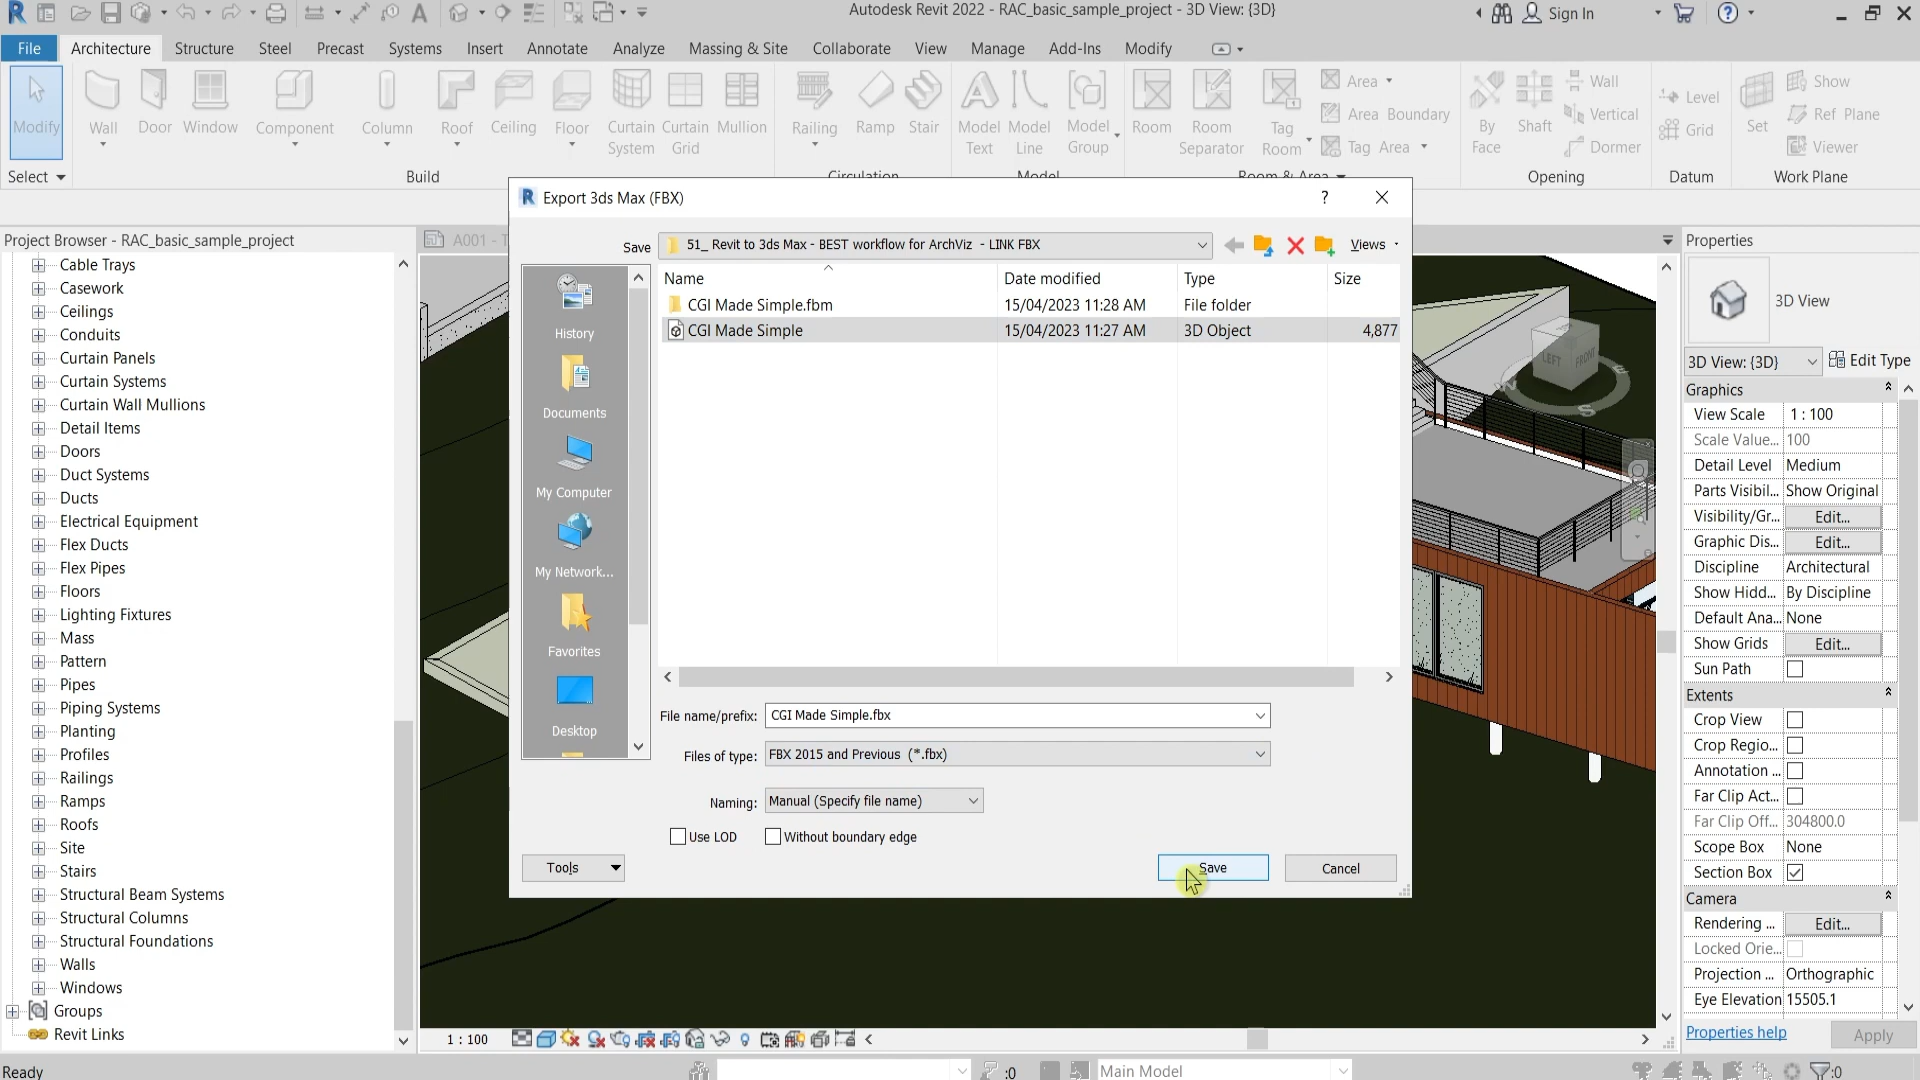 Autodesk Revit 2022 - RAC_basic_sample_project - 3D View: {3D}
Sign In
File Architecture Structure Steel Precast Systems Insert Annotate Analyze Massing & Site Collaborate View Manage Add-Ins Modify
Modify Wall Door Window Component Column Roof Ceiling Floor Curtain System Curtain Grid Mullion Railing Ramp Stair Model Text Model Line Model Group Room Room Separator Tag Room
Area
Area Boundary
Tag Area
By Face Shaft Wall
Vertical
Dormer
Level
Grid
Set Show
Ref Plane
Viewer
Select Build Circulation Model Room & Area Opening Datum Work Plane
Project Browser - RAC_basic_sample_project
Cable Trays
Casework
Ceilings
Conduits
Curtain Panels
Curtain Systems
Curtain Wall Mullions
Detail Items
Doors
Duct Systems
Ducts
Electrical Equipment
Flex Ducts
Flex Pipes
Floors
Lighting Fixtures
Mass
Pattern
Pipes
Piping Systems
Planting
Profiles
Railings
Ramps
Roofs
Site
Stairs
Structural Beam Systems
Structural Columns
Structural Foundations
Walls
Windows
Groups
Revit Links
A001 - T
Export 3ds Max (FBX)
?
Save 51_ Revit to 3ds Max - BEST workflow for ArchViz - LINK FBX
Views
Name Date modified Type Size
CGI Made Simple.fbm 15/04/2023 11:28 AM File folder
CGI Made Simple 15/04/2023 11:27 AM 3D Object 4,877
History
Documents
My Computer
My Network...
Favorites
Desktop
File name/prefix: CGI Made Simple.fbx
Files of type: FBX 2015 and Previous (*.fbx)
Naming: Manual (Specify file name)
Use LOD Without boundary edge
Tools Save Cancel
LEFT FRONT
S E
Properties
3D View
3D View: {3D} Edit Type
Graphics
View Scale 1 : 100
Scale Value... 100
Detail Level Medium
Parts Visibil... Show Original
Visibility/Gr... Edit...
Graphic Dis... Edit...
Discipline Architectural
Show Hidd... By Discipline
Default Ana... None
Show Grids Edit...
Sun Path
Extents
Crop View
Crop Regio...
Annotation ...
Far Clip Act...
Far Clip Off... 304800.0
Scope Box None
Section Box
Camera
Rendering ... Edit...
Locked Orie...
Projection ... Orthographic
Eye Elevation 15505.1
Properties help Apply
1 : 100
Ready
:0
Main Model
:0